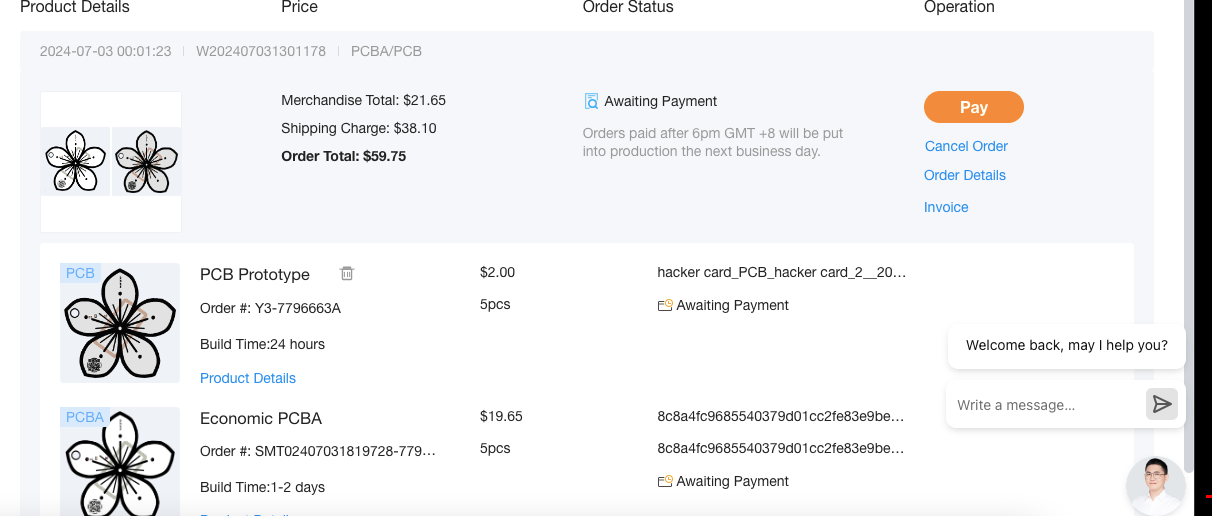 Product Details Price Order Status Operation
2024-07-03 00:01:23 W202407031301178 PCBA/PCB
Merchandise Total: $21.65
Shipping Charge: $38.10
Order Total: $59.75
Awaiting Payment
Orders paid after 6pm GMT +8 will be put
into production the next business day.
Pay
Cancel Order
Order Details
Invoice
PCB
PCB Prototype
Order #: Y3-7796663A
Build Time:24 hours
Product Details
$2.00
5pcs
hacker card_PCB_hacker card_2__20...
Awaiting Payment
PCBA
Economic PCBA
Order #: SMT02407031819728-779...
Build Time:1-2 days
$19.65
5pcs
8c8a4fc9685540379d01cc2fe83e9be...
8c8a4fc9685540379d01cc2fe83e9be...
Awaiting Payment
Welcome back, may I help you?
Write a message...